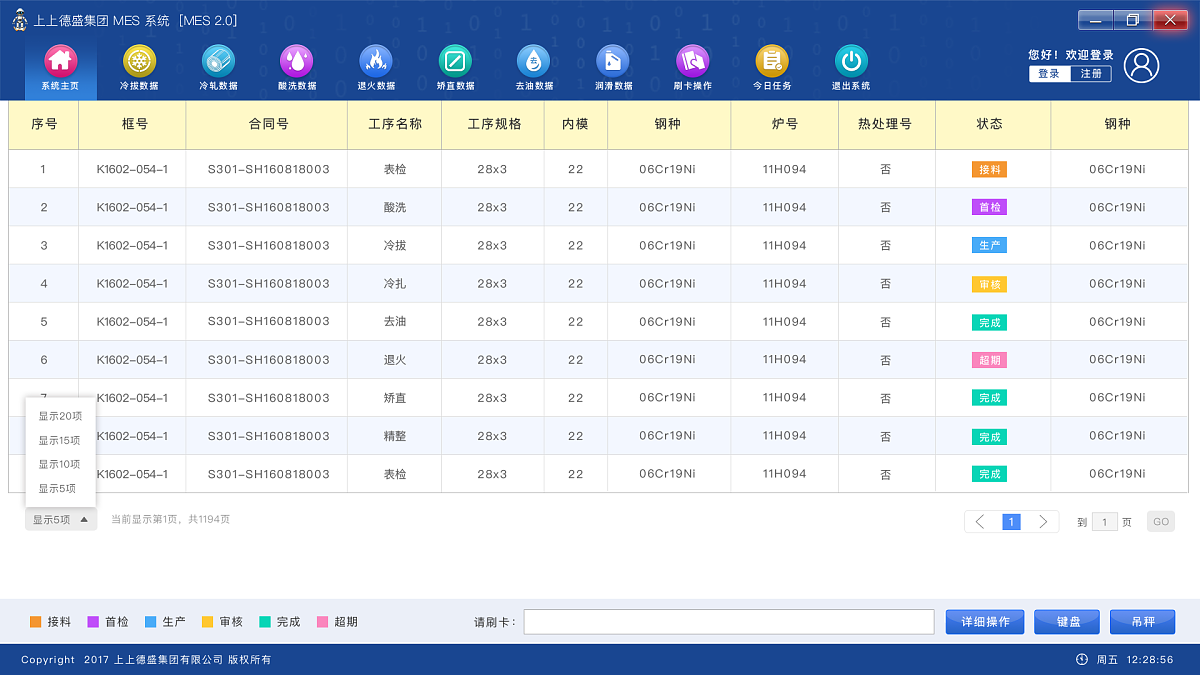 上上德盛集团 MES 系统 [MES 2.0]
您好！欢迎登录
登录 注册
系统主页 冷拔数据 冷轧数据 酸洗数据 退火数据 矫直数据 去油数据 润滑数据 刷卡操作 今日任务 退出系统
序号 框号 合同号 工序名称 工序规格 内模 钢种 炉号 热处理号 状态 钢种
1 K1602-054-1 S301-SH160818003 表检 28x3 22 06Cr19Ni 11H094 否 接料 06Cr19Ni
2 K1602-054-1 S301-SH160818003 酸洗 28x3 22 06Cr19Ni 11H094 否 首检 06Cr19Ni
3 K1602-054-1 S301-SH160818003 冷拔 28x3 22 06Cr19Ni 11H094 否 生产 06Cr19Ni
4 K1602-054-1 S301-SH160818003 冷扎 28x3 22 06Cr19Ni 11H094 否 审核 06Cr19Ni
5 K1602-054-1 S301-SH160818003 去油 28x3 22 06Cr19Ni 11H094 否 完成 06Cr19Ni
6 K1602-054-1 S301-SH160818003 退火 28x3 22 06Cr19Ni 11H094 否 超期 06Cr19Ni
K1602-054-1 S301-SH160818003 矫直 28x3 22 06Cr19Ni 11H094 否 完成 06Cr19Ni
K1602-054-1 S301-SH160818003 精整 28x3 22 06Cr19Ni 11H094 否 完成 06Cr19Ni
K1602-054-1 S301-SH160818003 表检 28x3 22 06Cr19Ni 11H094 否 完成 06Cr19Ni
显示20项
显示15项
显示10项
显示5项
显示5项 当前显示第1页，共1194页 1 到 1 页 GO
接料 首检 生产 审核 完成 超期 请刷卡： 详细操作 键盘 吊秤
Copyright 2017 上上德盛集团有限公司 版权所有 周五 12:28:56